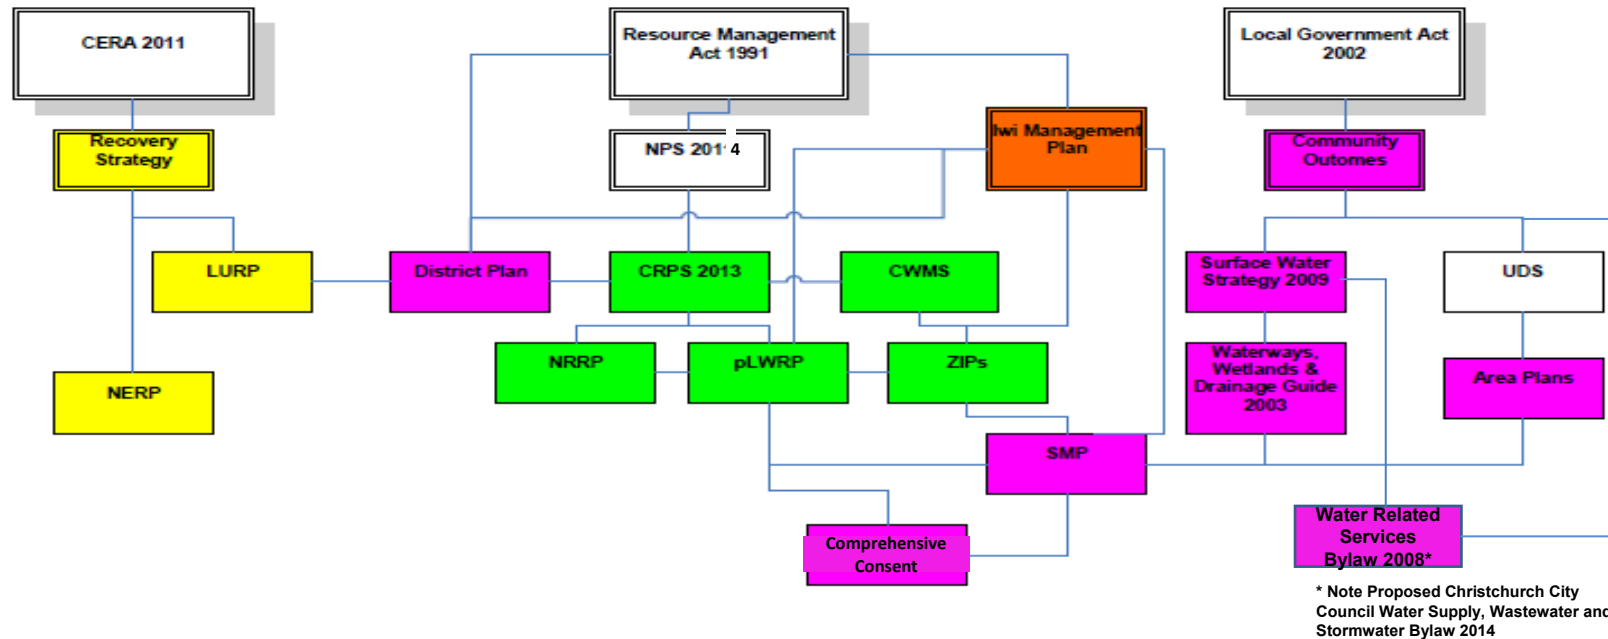 CERA 2011
Resource Management
Act 1991
Local Government Act
2002
Recovery
Strategy
NPS 2011 4
Iwi Management
Plan
Community
Outomes
LURP
District Plan
CRPS 2013
CWMS
Surface Water
Strategy 2009
UDS
NERP
NRRP
pLWRP
ZIPs
Waterways,
Wetlands &
Drainage Guide
2003
Area Plans
SMP
Comprehensive
Consent
Water Related
Services
Bylaw 2008*
* Note Proposed Christchurch City
Council Water Supply, Wastewater and
Stormwater Bylaw 2014